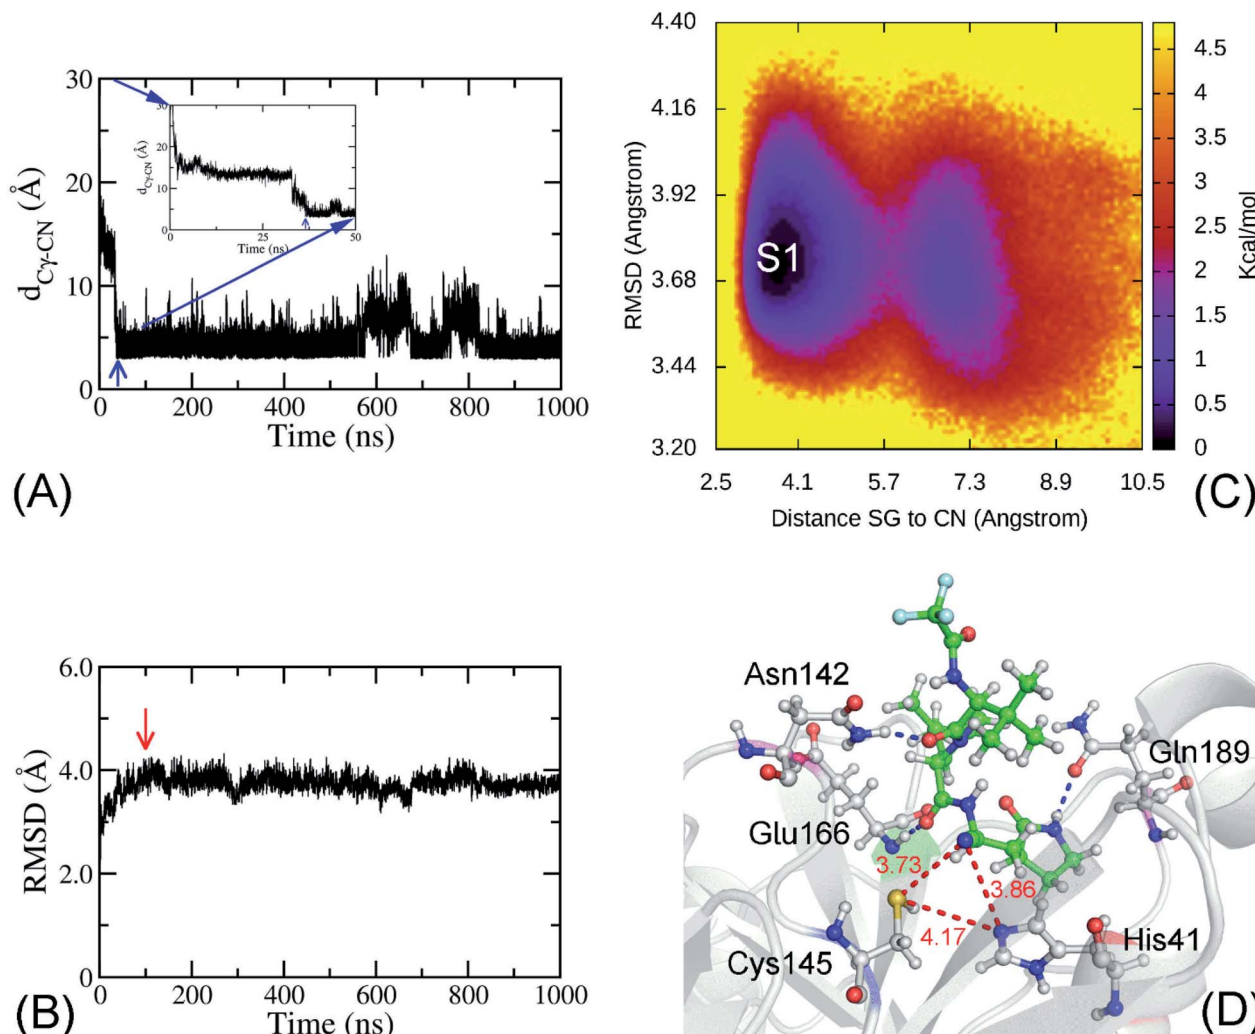 30
20
10
0
d_Cγ-CN (Å)
30
20
10
0
d_Cγ-CN (Å)
0 25 50
Time (ns)
0 200 400 600 800 1000
Time (ns)
(A)
4.40
4.16
3.92
3.68
3.44
3.20
RMSD (Angstrom)
S1
2.5 4.1 5.7 7.3 8.9 10.5
Distance SG to CN (Angstrom)
4.5
4
3.5
3
2.5
2
1.5
1
0.5
0
Kcal/mol
(C)
6.0
4.0
2.0
0.0
RMSD (Å)
0 200 400 600 800 1000
Time (ns)
(B)
Asn142
Gln189
Glu166
3.73
3.86
4.17
Cys145
His41
(D)